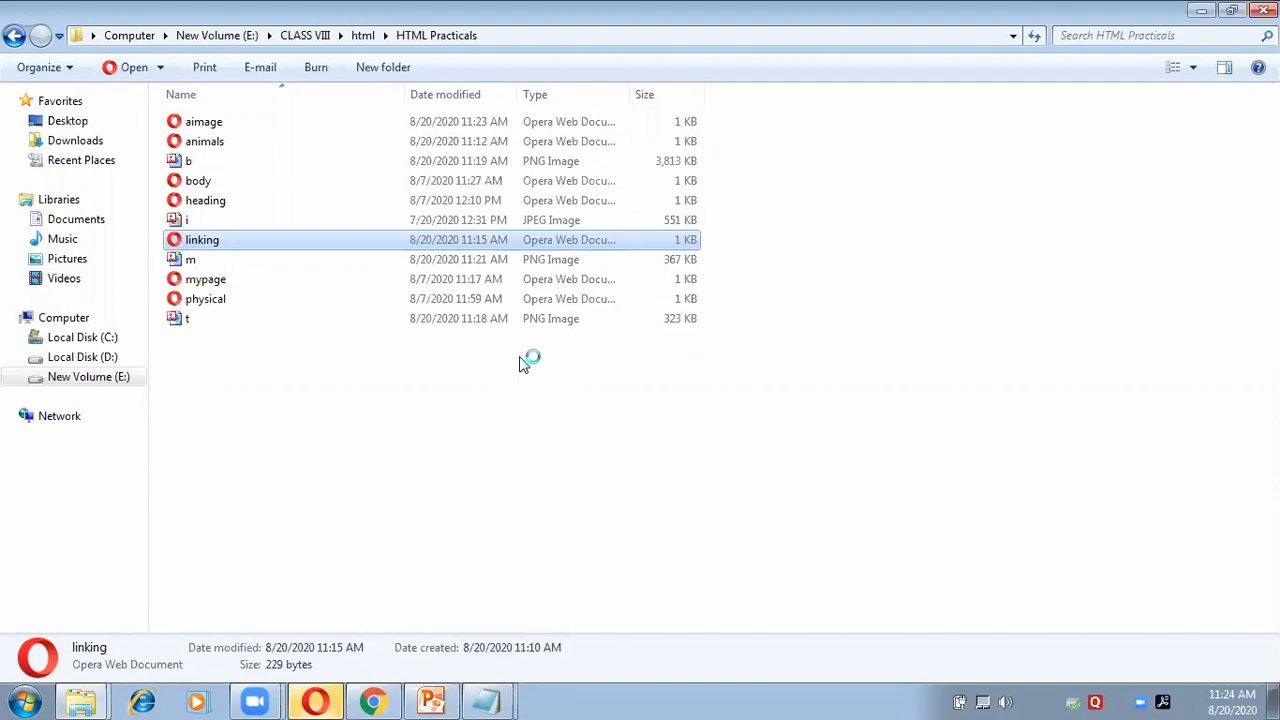 Computer New Volume (E:) CLASS VIII html HTML Practicals Search HTML Practicals
Organize Open Print E-mail Burn New folder
Name Date modified Type Size
Favorites
Desktop
Downloads
Recent Places
Libraries
Documents
Music
Pictures
Videos
Computer
Local Disk (C:)
Local Disk (D:)
New Volume (E:)
Network
aimage 8/20/2020 11:23 AM Opera Web Docu... 1 KB
animals 8/20/2020 11:12 AM Opera Web Docu... 1 KB
b 8/20/2020 11:19 AM PNG Image 3,813 KB
body 8/7/2020 11:27 AM Opera Web Docu... 1 KB
heading 8/7/2020 12:10 PM Opera Web Docu... 1 KB
i 7/20/2020 12:31 PM JPEG Image 551 KB
linking 8/20/2020 11:15 AM Opera Web Docu... 1 KB
m 8/20/2020 11:21 AM PNG Image 367 KB
mypage 8/7/2020 11:17 AM Opera Web Docu... 1 KB
physical 8/7/2020 11:59 AM Opera Web Docu... 1 KB
t 8/20/2020 11:18 AM PNG Image 323 KB
linking Date modified: 8/20/2020 11:15 AM Date created: 8/20/2020 11:10 AM
Opera Web Document Size: 229 bytes
11:24 AM
8/20/2020